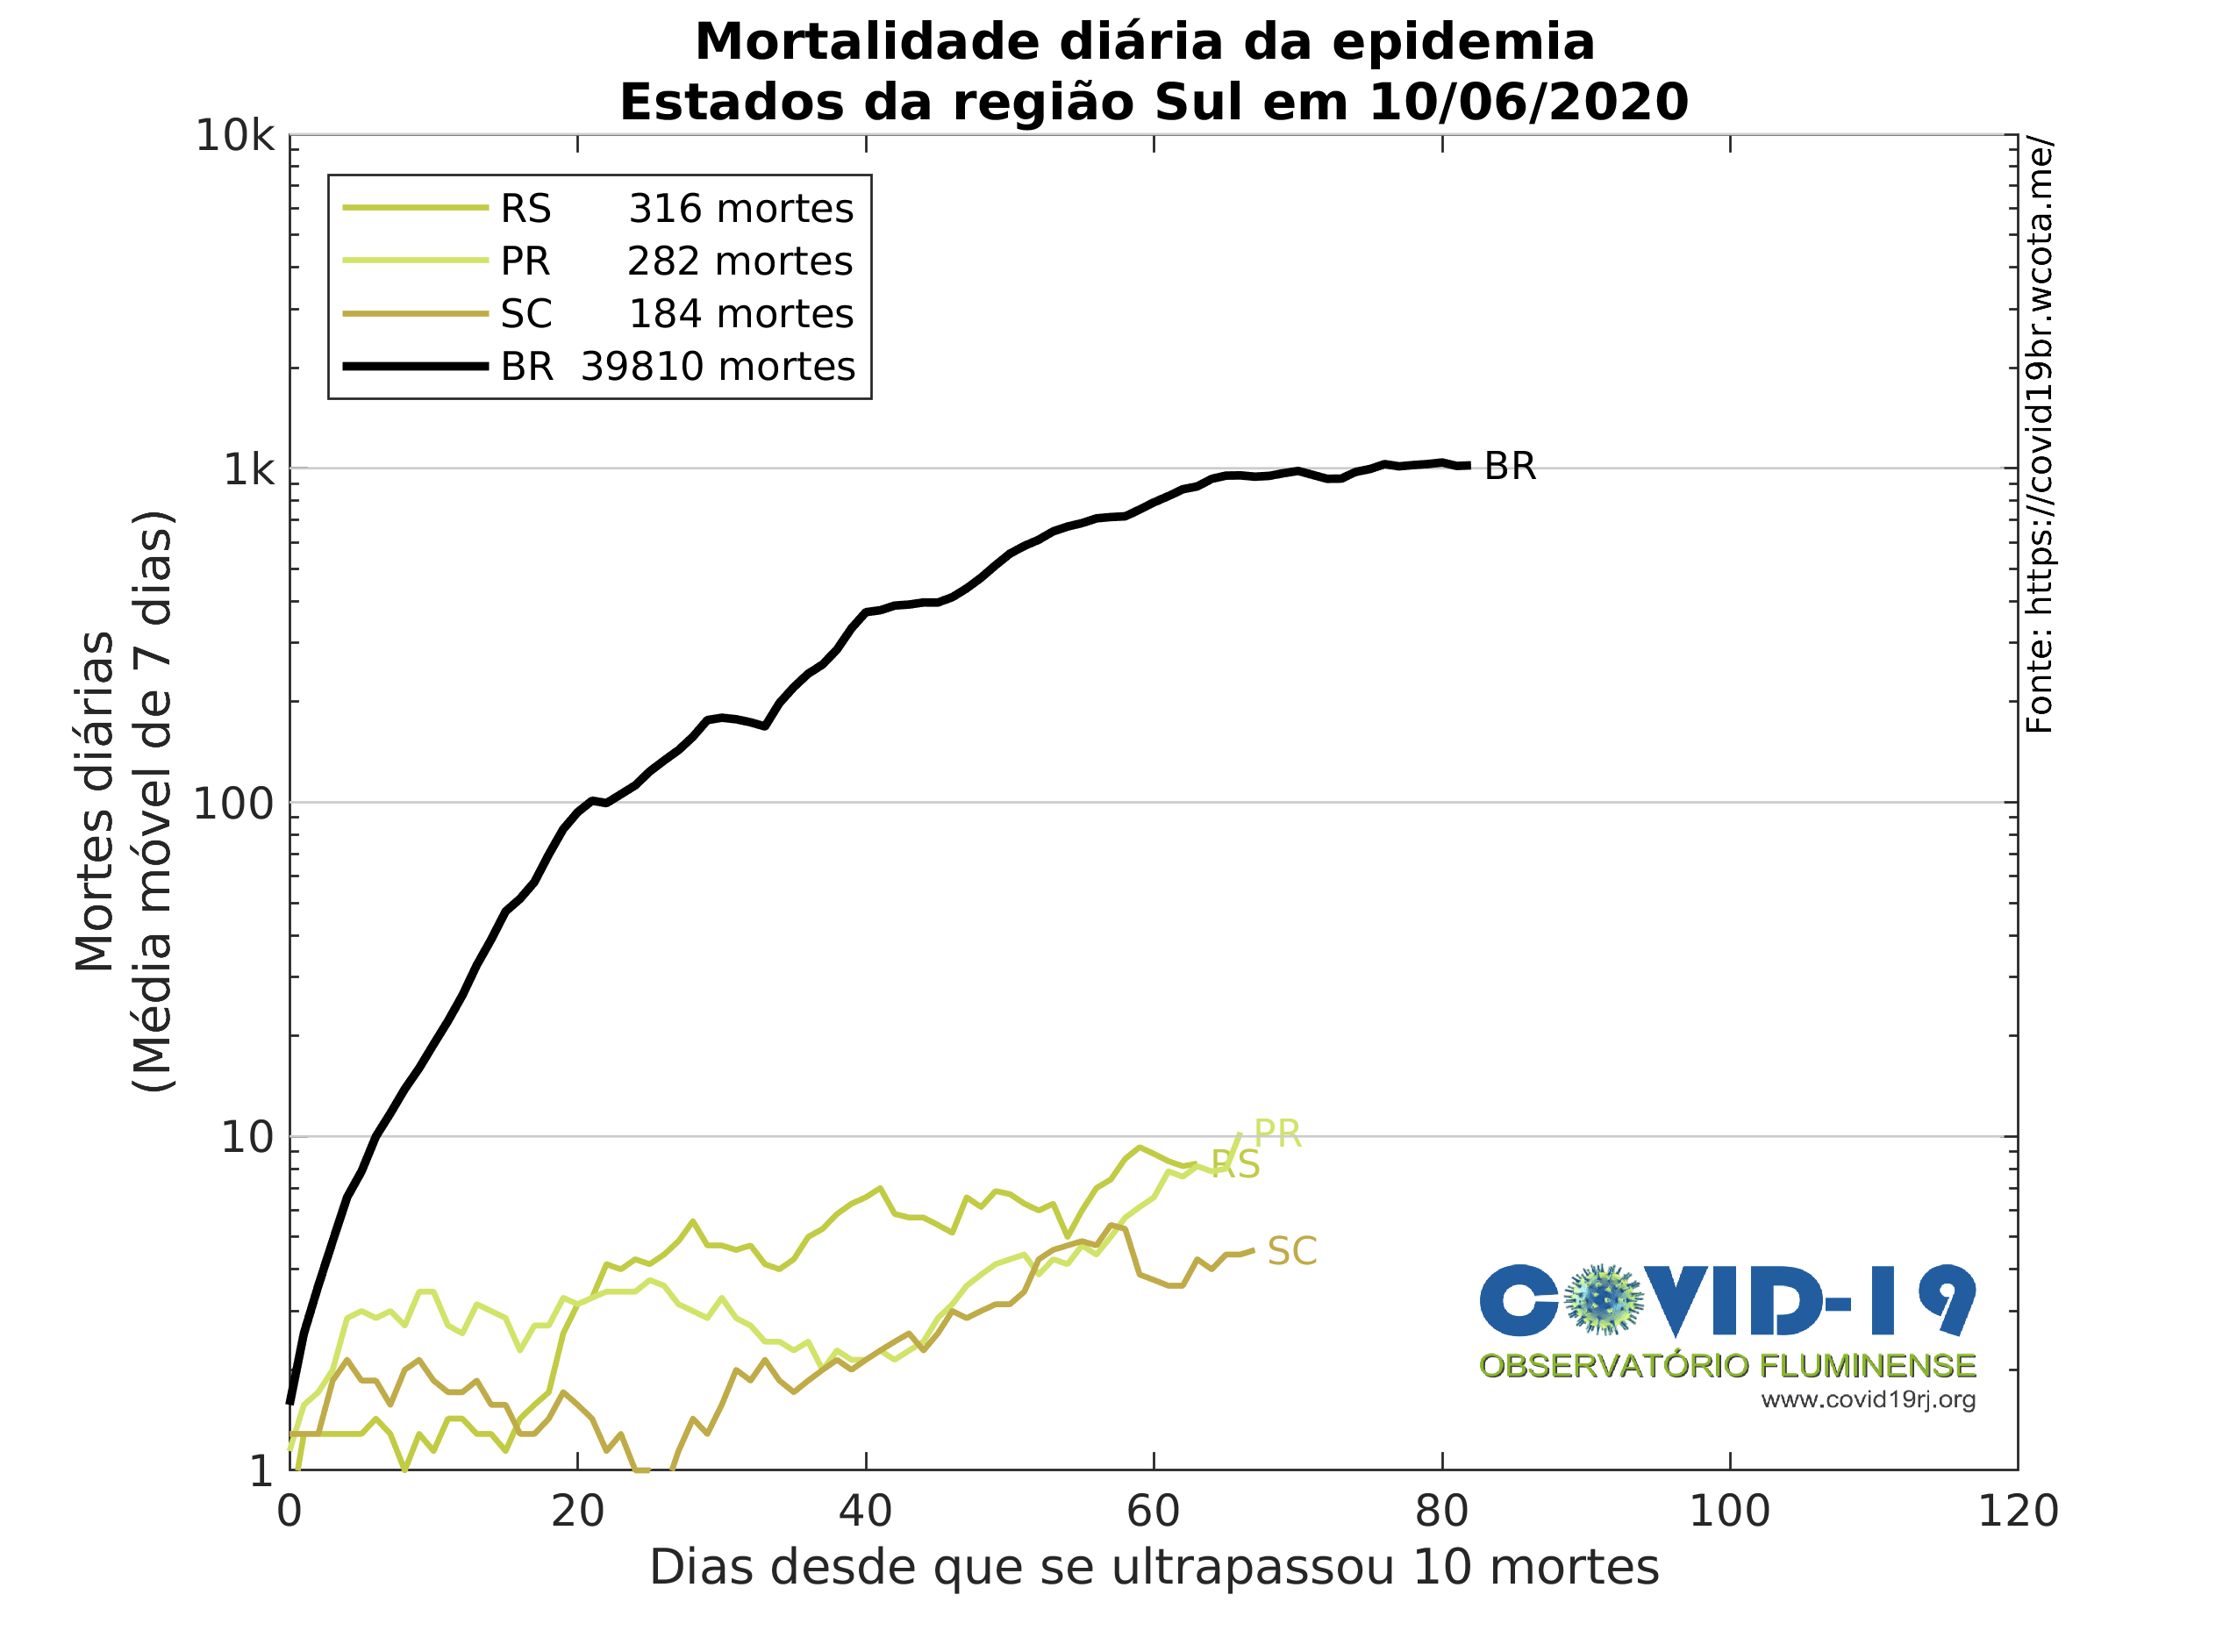 Mortalidade diária da epidemia
Estados da região Sul em 10/06/2020
RS 316 mortes
PR 282 mortes
SC 184 mortes
BR 39810 mortes
10k
1k
100
10
1
Mortes diárias
(Média móvel de 7 dias)
BR
PR
RS
SC
Fonte: https://covid19br.wcota.me/
COVID-19
OBSERVATÓRIO FLUMINENSE
www.covid19rj.org
0 20 40 60 80 100 120
Dias desde que se ultrapassou 10 mortes